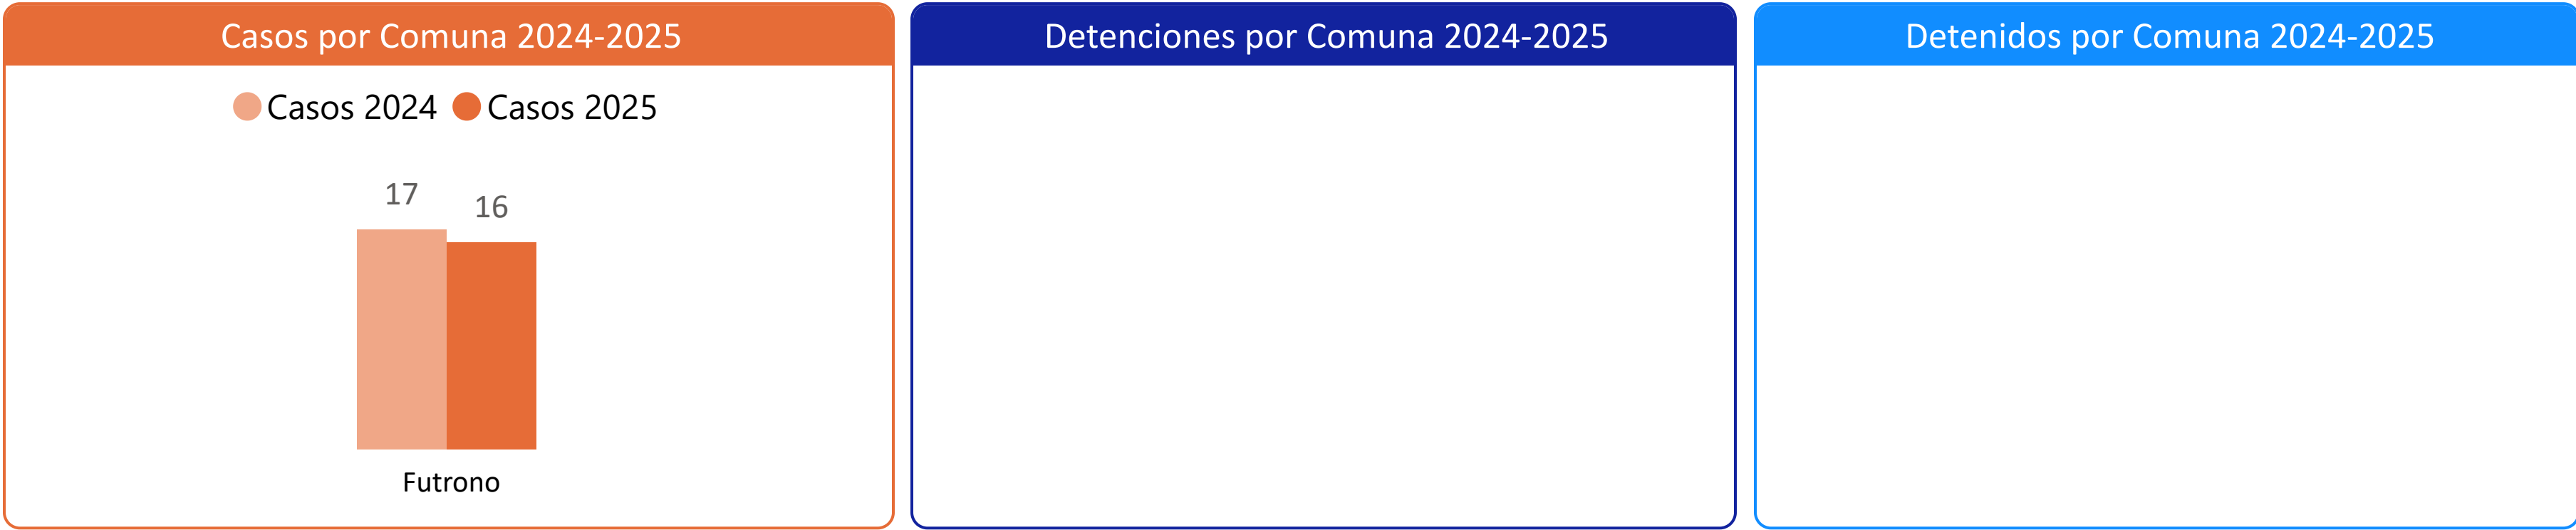 Casos por Comuna 2024-2025
Casos 2024 Casos 2025
17
16
Futrono
Detenciones por Comuna 2024-2025
Detenidos por Comuna 2024-2025